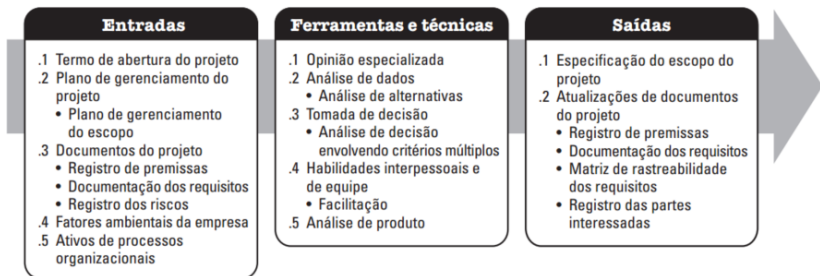 Entradas
.1 Termo de abertura do projeto
.2 Plano de gerenciamento do
projeto
• Plano de gerenciamento
do escopo
.3 Documentos do projeto
• Registro de premissas
• Documentação dos requisitos
• Registro dos riscos
.4 Fatores ambientais da empresa
.5 Ativos de processos
organizacionais
Ferramentas e técnicas
.1 Opinião especializada
.2 Análise de dados
• Análise de alternativas
.3 Tomada de decisão
• Análise de decisão
envolvendo critérios múltiplos
.4 Habilidades interpessoais e
de equipe
• Facilitação
.5 Análise de produto
Saídas
.1 Especificação do escopo do
projeto
.2 Atualizações de documentos
do projeto
• Registro de premissas
• Documentação dos requisitos
• Matriz de rastreabilidade
dos requisitos
• Registro das partes
interessadas